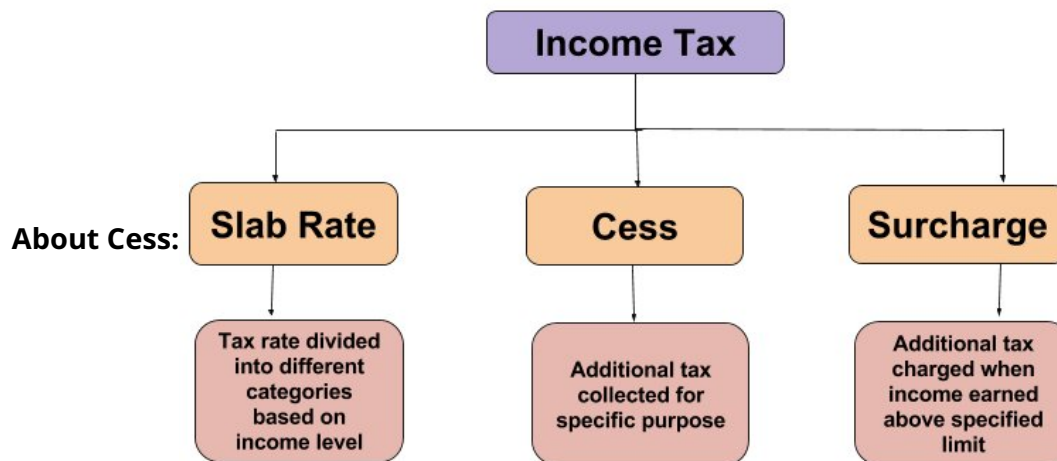 Income Tax
About Cess:
Slab Rate
Cess
Surcharge
Tax rate divided
into different
categories
based on
income level
Additional tax
collected for
specific purpose
Additional tax
charged when
income earned
above specified
limit